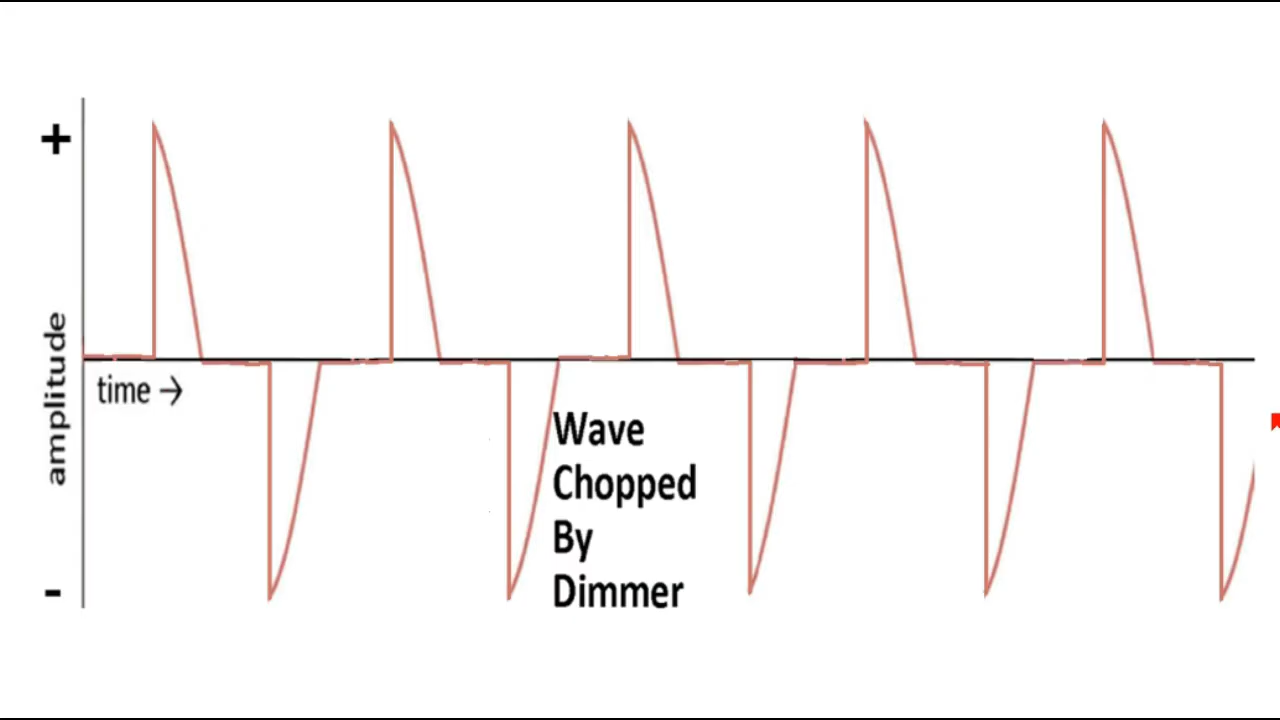 +
amplitude
time →
-
Wave
Chopped
By
Dimmer